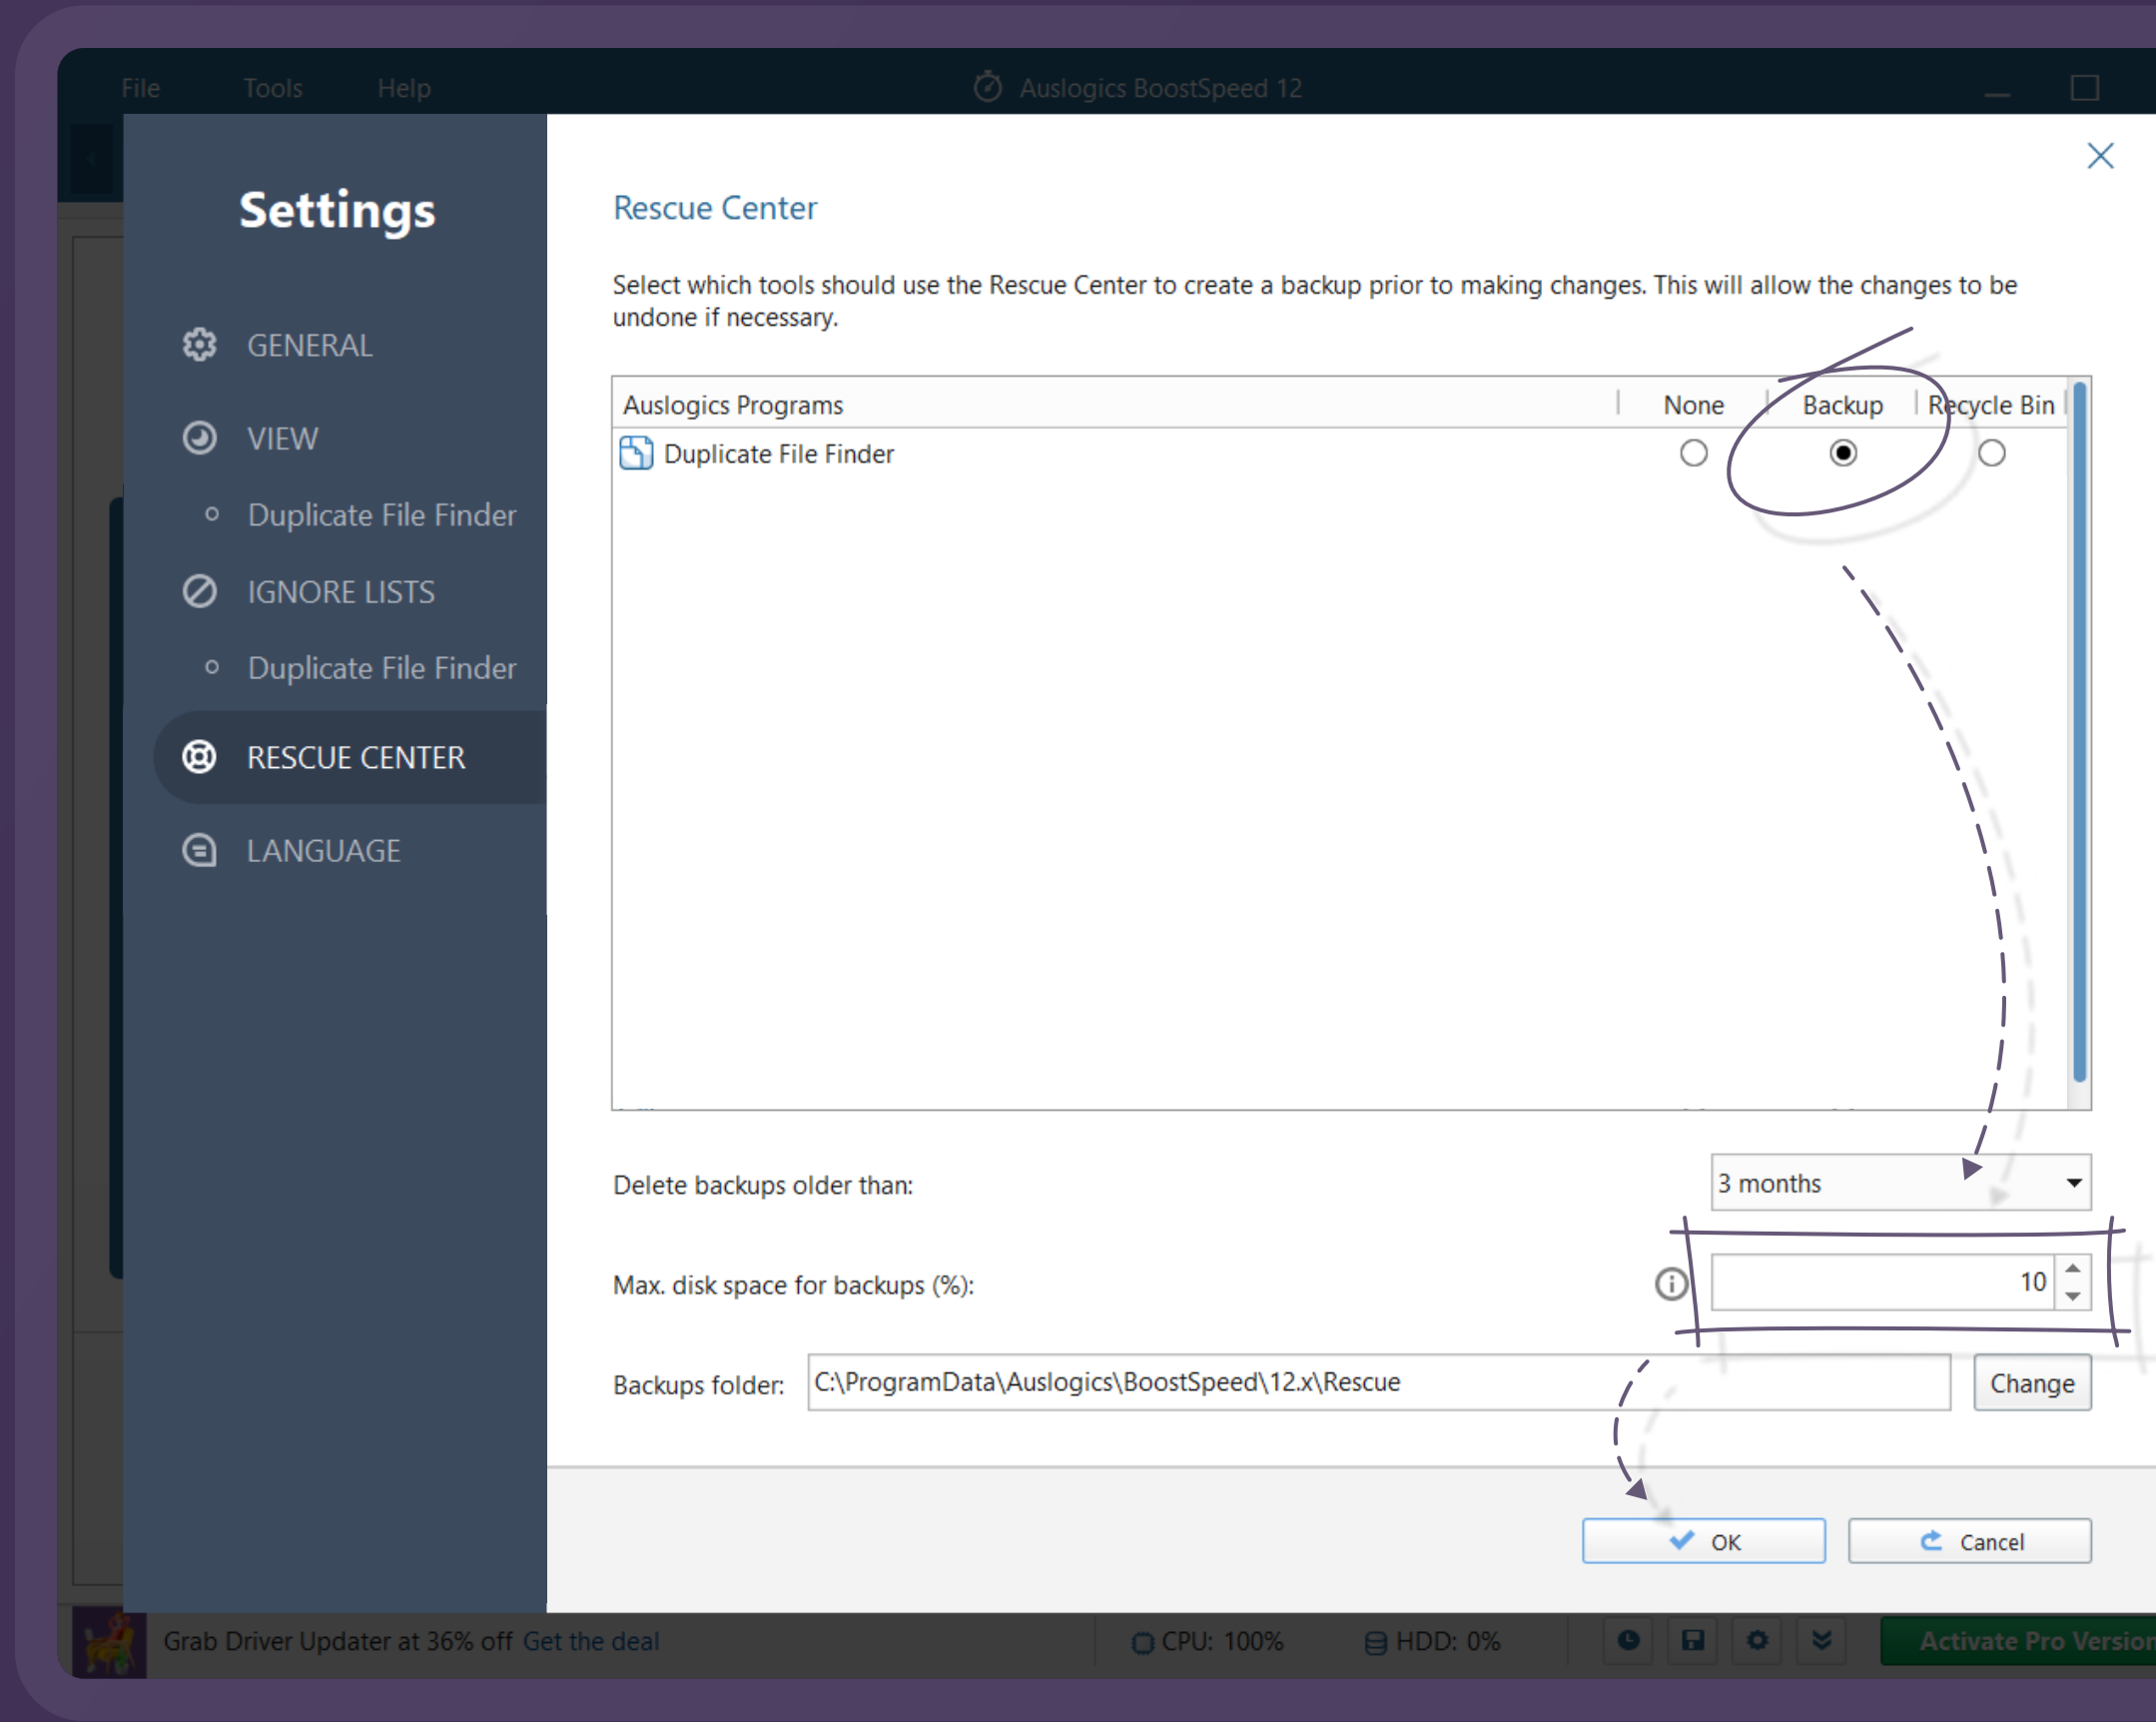 File Tools Help Auslogics BoostSpeed 12
Settings
GENERAL
VIEW
Duplicate File Finder
IGNORE LISTS
Duplicate File Finder
RESCUE CENTER
LANGUAGE
Rescue Center
Select which tools should use the Rescue Center to create a backup prior to making changes. This will allow the changes to be
undone if necessary.
Auslogics Programs None Backup Recycle Bin
Duplicate File Finder
Delete backups older than: 3 months
Max. disk space for backups (%): 10
Backups folder: C:\ProgramData\Auslogics\BoostSpeed\12.x\Rescue Change
OK Cancel
Grab Driver Updater at 36% off Get the deal CPU: 100% HDD: 0% Activate Pro Version